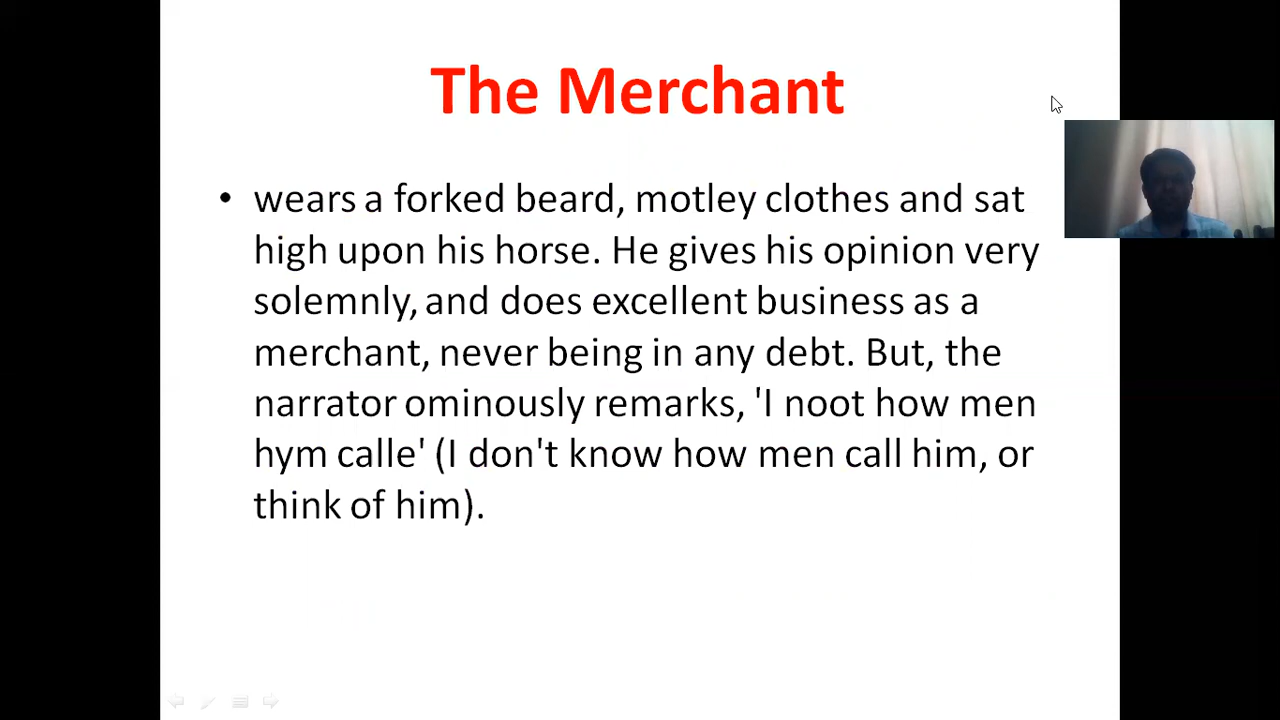 The Merchant
• wears a forked beard, motley clothes and sat
high upon his horse. He gives his opinion very
solemnly, and does excellent business as a
merchant, never being in any debt. But, the
narrator ominously remarks, 'I noot how men
hym calle' (I don't know how men call him, or
think of him).